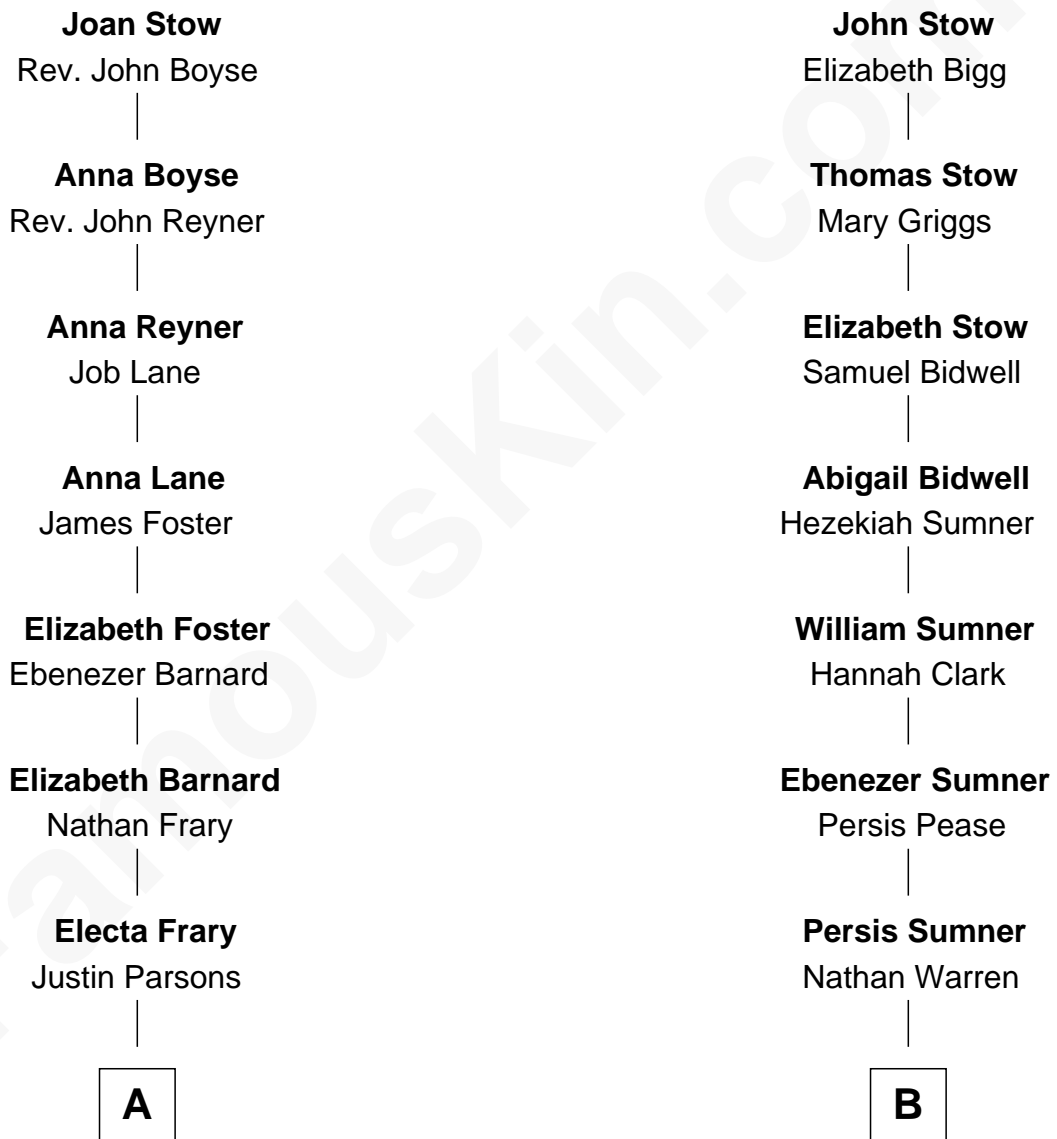 Joan Stow
Rev. John Boyse
Anna Boyse
Rev. John Reyner
Anna Reyner
Job Lane
Anna Lane
James Foster
Elizabeth Foster
Ebenezer Barnard
Elizabeth Barnard
Nathan Frary
Electa Frary
Justin Parsons
A
John Stow
Elizabeth Bigg
Thomas Stow
Mary Griggs
Elizabeth Stow
Samuel Bidwell
Abigail Bidwell
Hezekiah Sumner
William Sumner
Hannah Clark
Ebenezer Sumner
Persis Pease
Persis Sumner
Nathan Warren
B
FamousKin.com